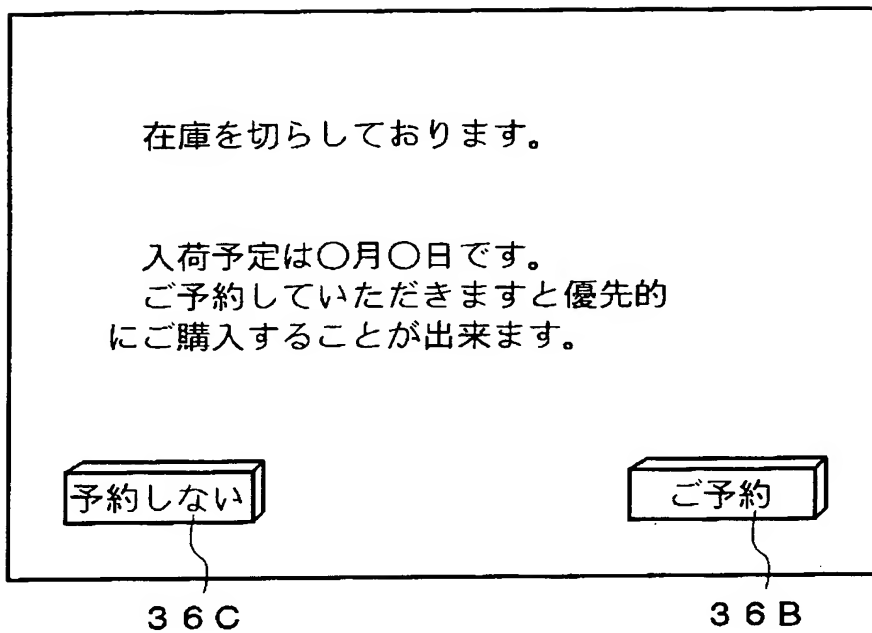 在庫を切らしております。
入荷予定は〇月〇日です。
ご予約していただきますと優先的
にご購入することが出来ます。
予約しない
ご予約
３６Ｃ
３６Ｂ